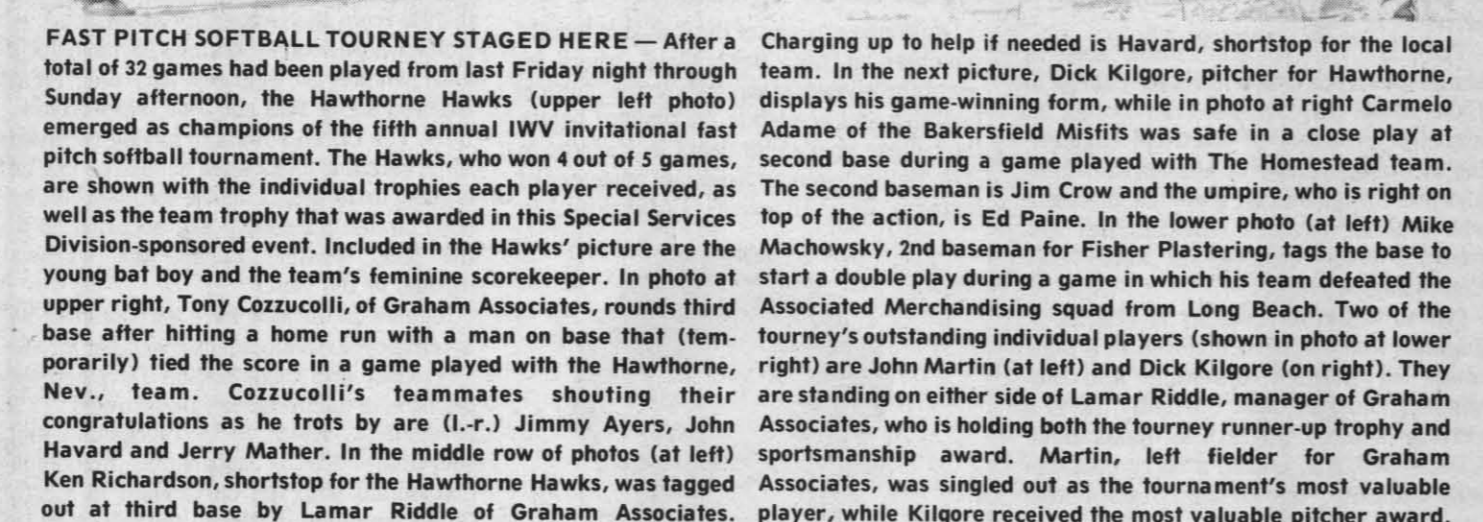 FAST PITCH SOFTBALL TOURNEY STAGED HERE — After a
total of 32 games had been played from last Friday night through
Sunday afternoon, the Hawthorne Hawks (upper left photo)
emerged as champions of the fifth annual IWV invitational fast
pitch softball tournament. The Hawks, who won 4 out of 5 games,
are shown with the individual trophies each player received, as
well as the team trophy that was awarded in this Special Services
Division-sponsored event. Included in the Hawks' picture are the
young bat boy and the team's feminine scorekeeper. In photo at
upper right, Tony Cozzucolli, of Graham Associates, rounds third
base after hitting a home run with a man on base that (tem-
porarily) tied the score in a game played with the Hawthorne,
Nev., team. Cozzucolli's teammates shouting their
congratulations as he trots by are (l.-r.) Jimmy Ayers, John
Havard and Jerry Mather. In the middle row of photos (at left)
Ken Richardson, shortstop for the Hawthorne Hawks, was tagged
out at third base by Lamar Riddle of Graham Associates.
Charging up to help if needed is Havard, shortstop for the local
team. In the next picture, Dick Kilgore, pitcher for Hawthorne,
displays his game-winning form, while in photo at right Carmelo
Adame of the Bakersfield Misfits was safe in a close play at
second base during a game played with The Homestead team.
The second baseman is Jim Crow and the umpire, who is right on
top of the action, is Ed Paine. In the lower photo (at left) Mike
Machowsky, 2nd baseman for Fisher Plastering, tags the base to
start a double play during a game in which his team defeated the
Associated Merchandising squad from Long Beach. Two of the
tourney's outstanding individual players (shown in photo at lower
right) are John Martin (at left) and Dick Kilgore (on right). They
are standing on either side of Lamar Riddle, manager of Graham
Associates, who is holding both the tourney runner-up trophy and
sportsmanship award. Martin, left fielder for Graham
Associates, was singled out as the tournament's most valuable
player, while Kilgore received the most valuable pitcher award.